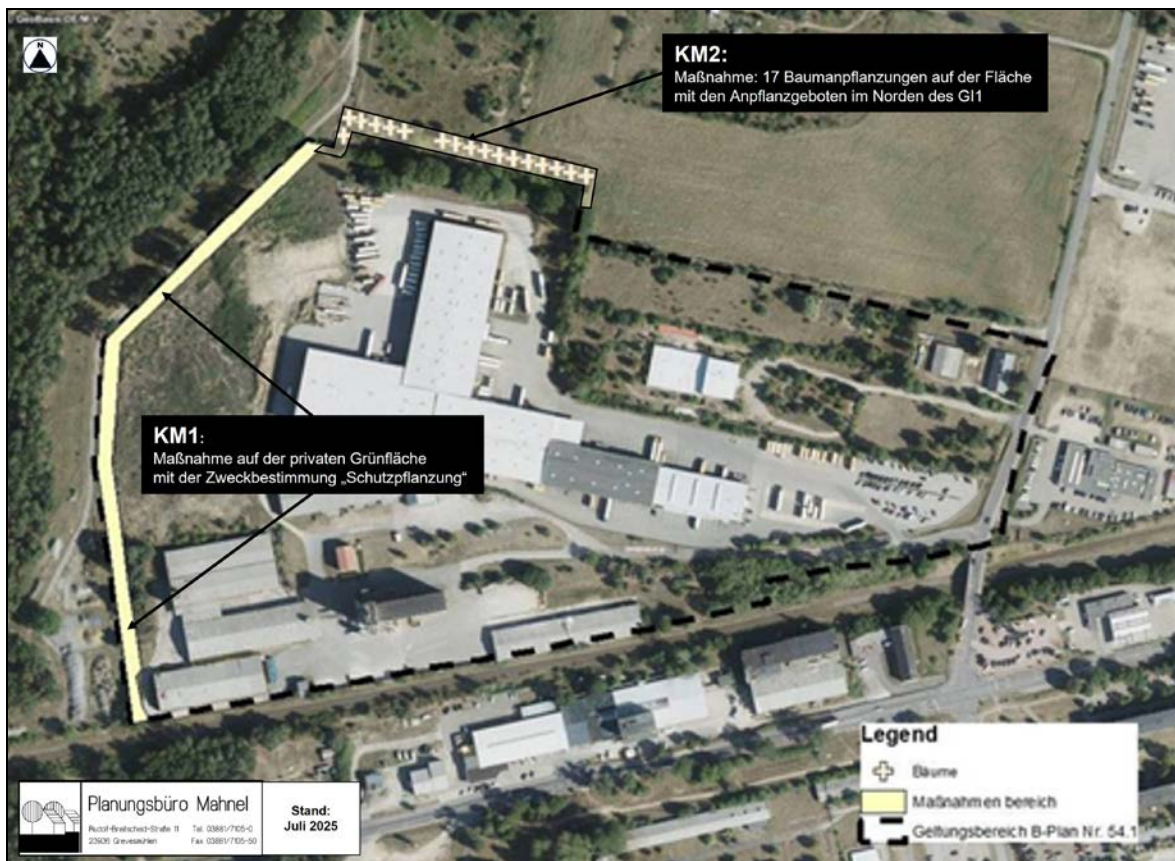 GeoBasis-DE/M-V
N
KM2:
Maßnahme: 17 Baumanpflanzungen auf der Fläche
mit den Anpflanzgeboten im Norden des GI1
KM1:
Maßnahme auf der privaten Grünfläche
mit der Zweckbestimmung „Schutzpflanzung“
Legend
Bäume
Maßnahmen bereich
Geltungsbereich B-Plan Nr. 54.1
Planungsbüro Mahnel
Rudolf-Breitscheid-Straße 11 Tel. 03881/7105-0
23936 Grevesmühlen Fax 03881/7105-50
Stand:
Juli 2025